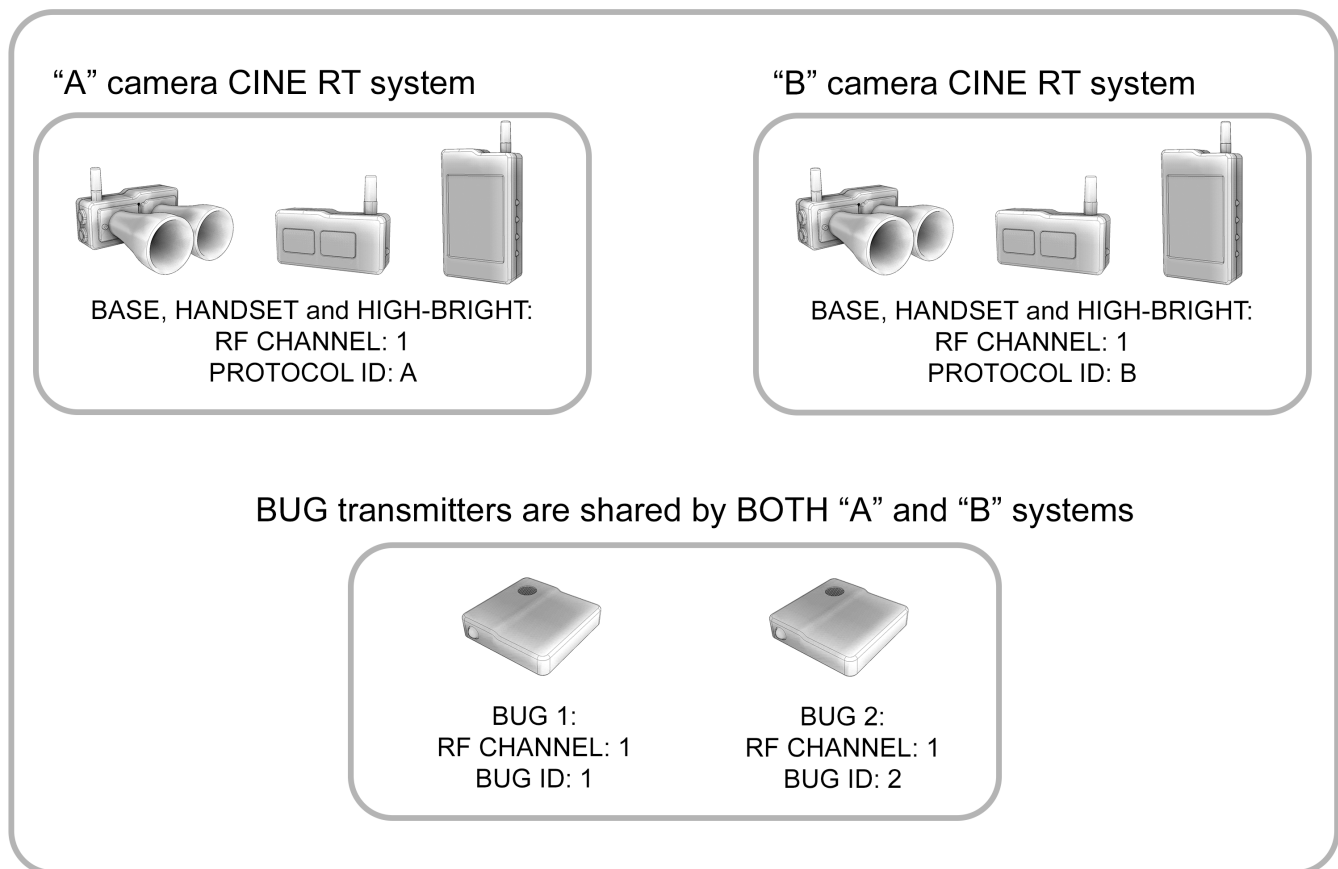 “A” camera CINE RT system
“B” camera CINE RT system
BASE, HANDSET and HIGH-BRIGHT:
RF CHANNEL: 1
PROTOCOL ID: A
BASE, HANDSET and HIGH-BRIGHT:
RF CHANNEL: 1
PROTOCOL ID: B
BUG transmitters are shared by BOTH “A” and “B” systems
BUG 1:
RF CHANNEL: 1
BUG ID: 1
BUG 2:
RF CHANNEL: 1
BUG ID: 2